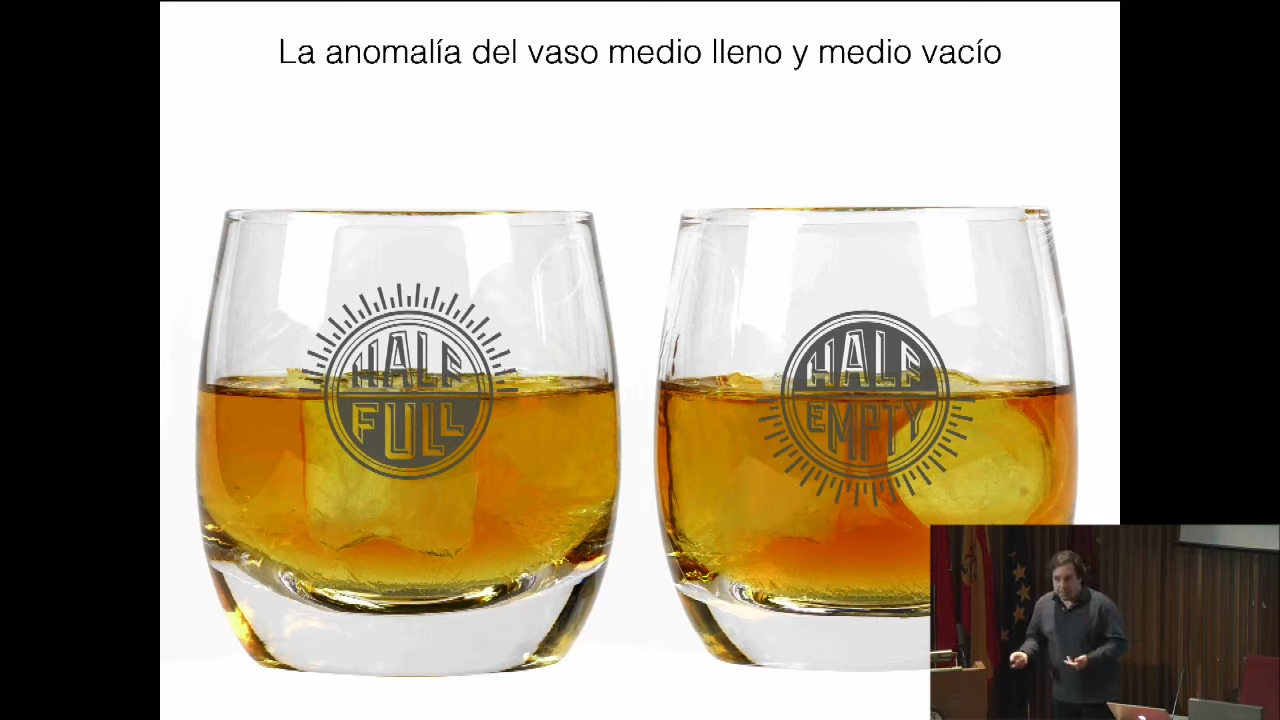 La anomalía del vaso medio lleno y medio vacío
HALF
FULL
HALF
EMPTY